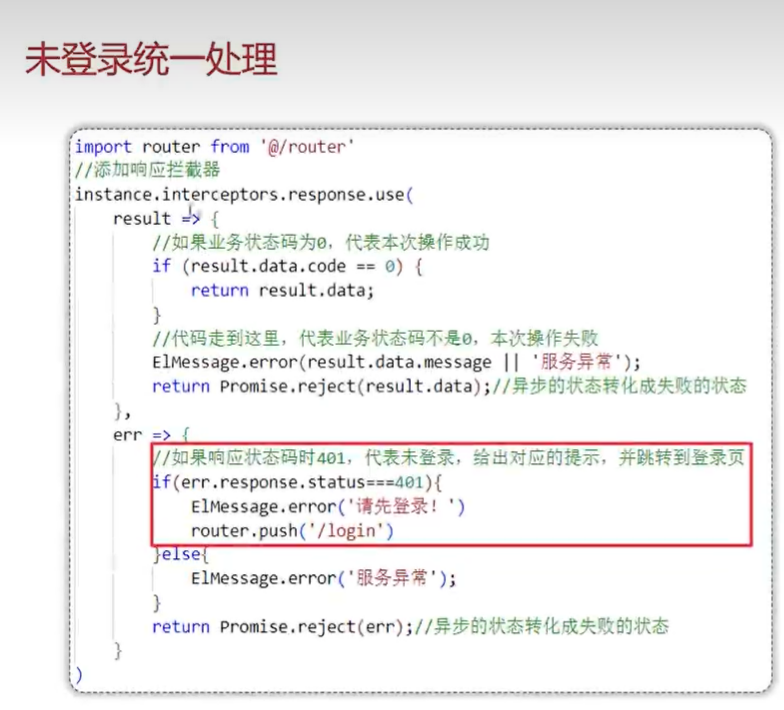 未登录统一处理
import router from '@/router'
//添加响应拦截器
instance.interceptors.response.use(
    result => {
        //如果业务状态码为0，代表本次操作成功
        if (result.data.code == 0) {
            return result.data;
        }
        //代码走到这里，代表业务状态码不是0，本次操作失败
        ElMessage.error(result.data.message || '服务异常');
        return Promise.reject(result.data);//异步的状态转化成失败的状态
    },
    err => {
        //如果响应状态码时401，代表未登录，给出对应的提示，并跳转到登录页
        if(err.response.status===401){
            ElMessage.error('请先登录！')
            router.push('/login')
        }else{
            ElMessage.error('服务异常');
        }
        return Promise.reject(err);//异步的状态转化成失败的状态
    }
)